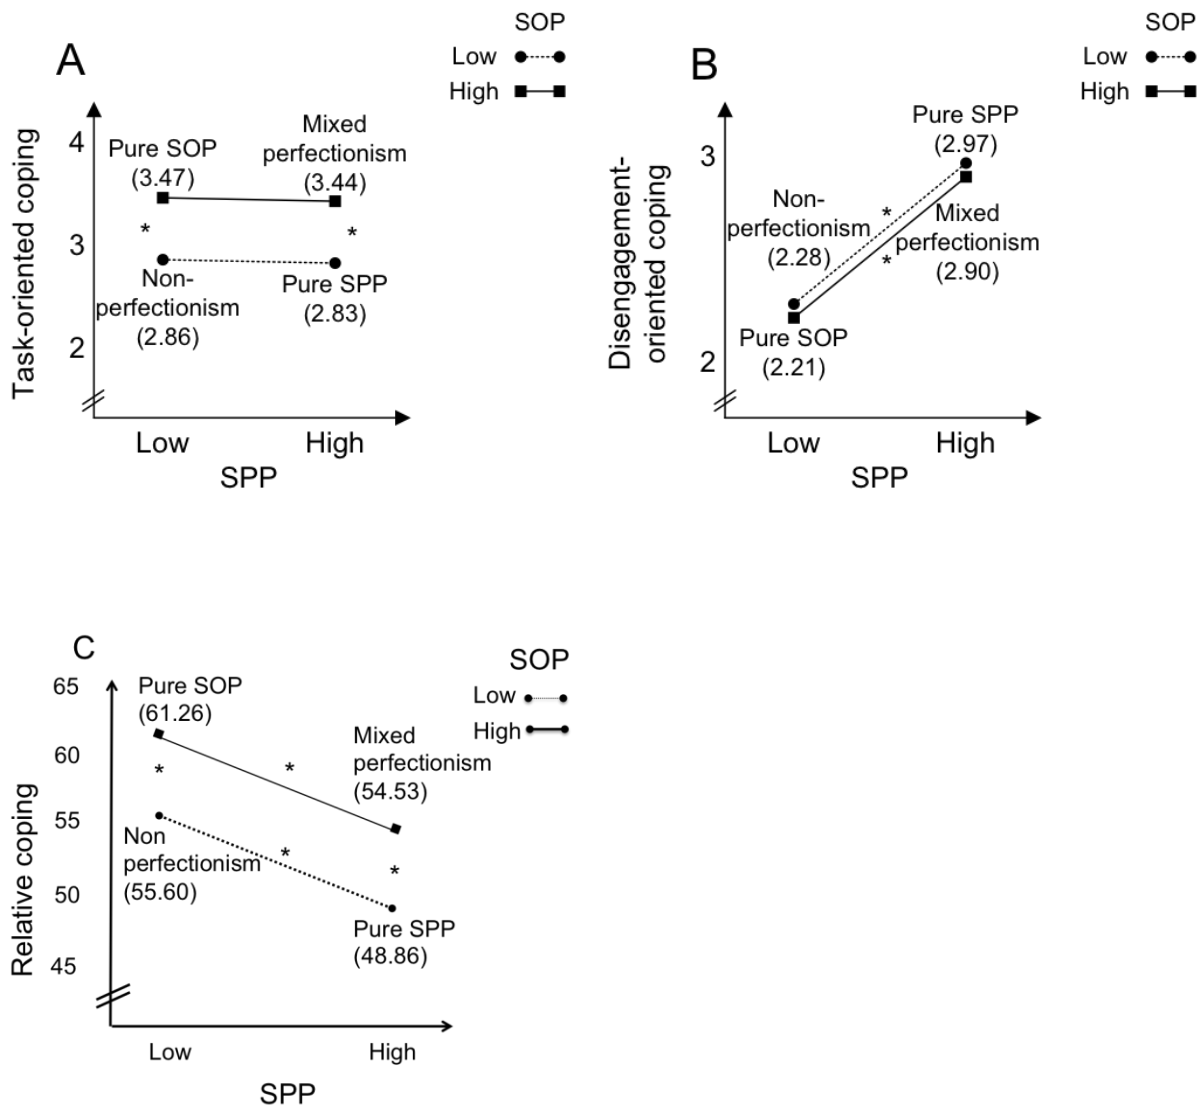 A
SOP
Low
High
Task-oriented coping
4
3
2
Pure SOP
(3.47)
Mixed
perfectionism
(3.44)
*
*
Non-
perfectionism
(2.86)
Pure SPP
(2.83)
Low
High
SPP
B
SOP
Low
High
Disengagement-
oriented coping
3
2
Pure SPP
(2.97)
Non-
perfectionism
(2.28)
*
*
Mixed
perfectionism
(2.90)
Pure SOP
(2.21)
Low
High
SPP
C
SOP
Low
High
Relative coping
65
60
55
50
45
Pure SOP
(61.26)
Mixed
perfectionism
(54.53)
*
*
Non
perfectionism
(55.60)
*
*
Pure SPP
(48.86)
Low
High
SPP